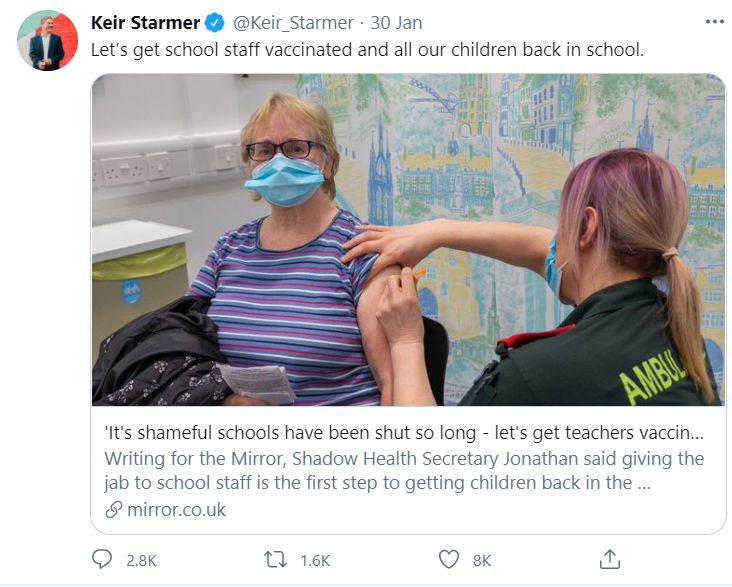 Keir Starmer @Keir_Starmer · 30 Jan
Let's get school staff vaccinated and all our children back in school.
AMBUL
'It's shameful schools have been shut so long - let's get teachers vaccin...
Writing for the Mirror, Shadow Health Secretary Jonathan said giving the
jab to school staff is the first step to getting children back in the ...
mirror.co.uk
2.8K 1.6K 8K